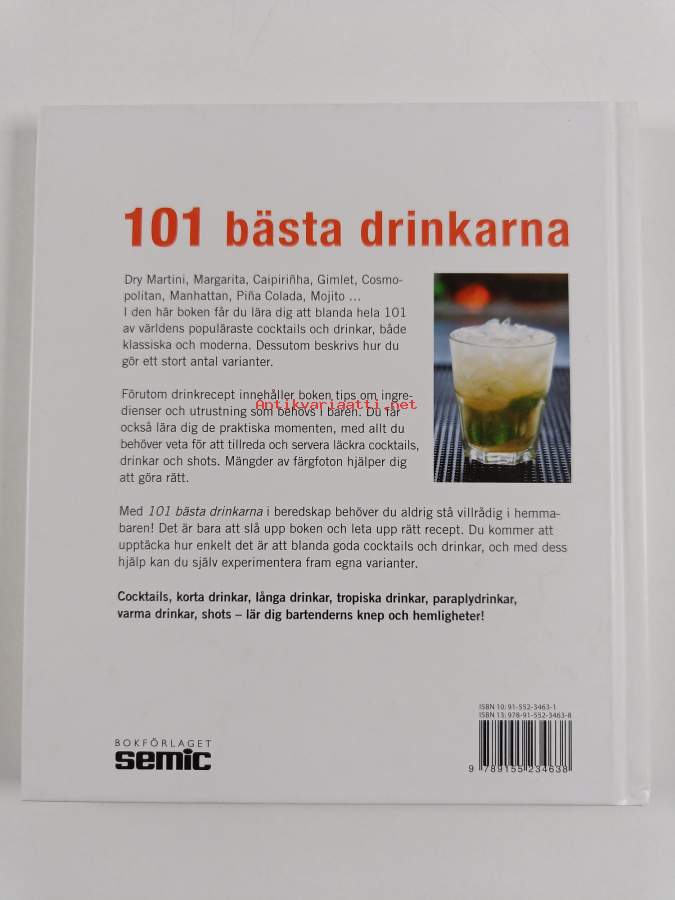 101 bästa drinkarna
Dry Martini, Margarita, Caipiriñha, Gimlet, Cosmo-
politan, Manhattan, Piña Colada, Mojito ...
I den här boken får du lära dig att blanda hela 101
av världens populäraste cocktails och drinkar, både
klassiska och moderna. Dessutom beskrivs hur du
gör ett stort antal varianter.
Förutom drinkrecept innehåller boken tips om ingre-
dienser och utrustning som behövs i baren. Du får
också lära dig de praktiska momenten, med allt du
behöver veta för att tillreda och servera läckra cocktails,
drinkar och shots. Mängder av färgfoton hjälper dig
att göra rätt.
Antikvariaatti.net
Med 101 bästa drinkarna i beredskap behöver du aldrig stå villrådig i hemma-
baren! Det är bara att slå upp boken och leta upp rätt recept. Du kommer att
upptäcka hur enkelt det är att blanda goda cocktails och drinkar, och med dess
hjälp kan du själv experimentera fram egna varianter.
Cocktails, korta drinkar, långa drinkar, tropiska drinkar, paraplydrinkar,
varma drinkar, shots – lär dig bartenderns knep och hemligheter!
BOKFÖRLAGET
semic
ISBN 10: 91-552-3463-1
ISBN 13: 978-91-552-3463-8
9 789155 234638